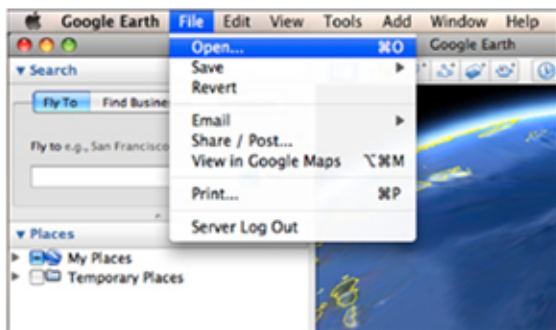 Google Earth File Edit View Tools Add Window Help
Google Earth
Open... ⌘O
Save
Revert
Email
Share / Post...
View in Google Maps ⌥⌘M
Print... ⌘P
Server Log Out
Search
Fly To Find Busine
Fly to e.g., San Francisco
Places
My Places
Temporary Places